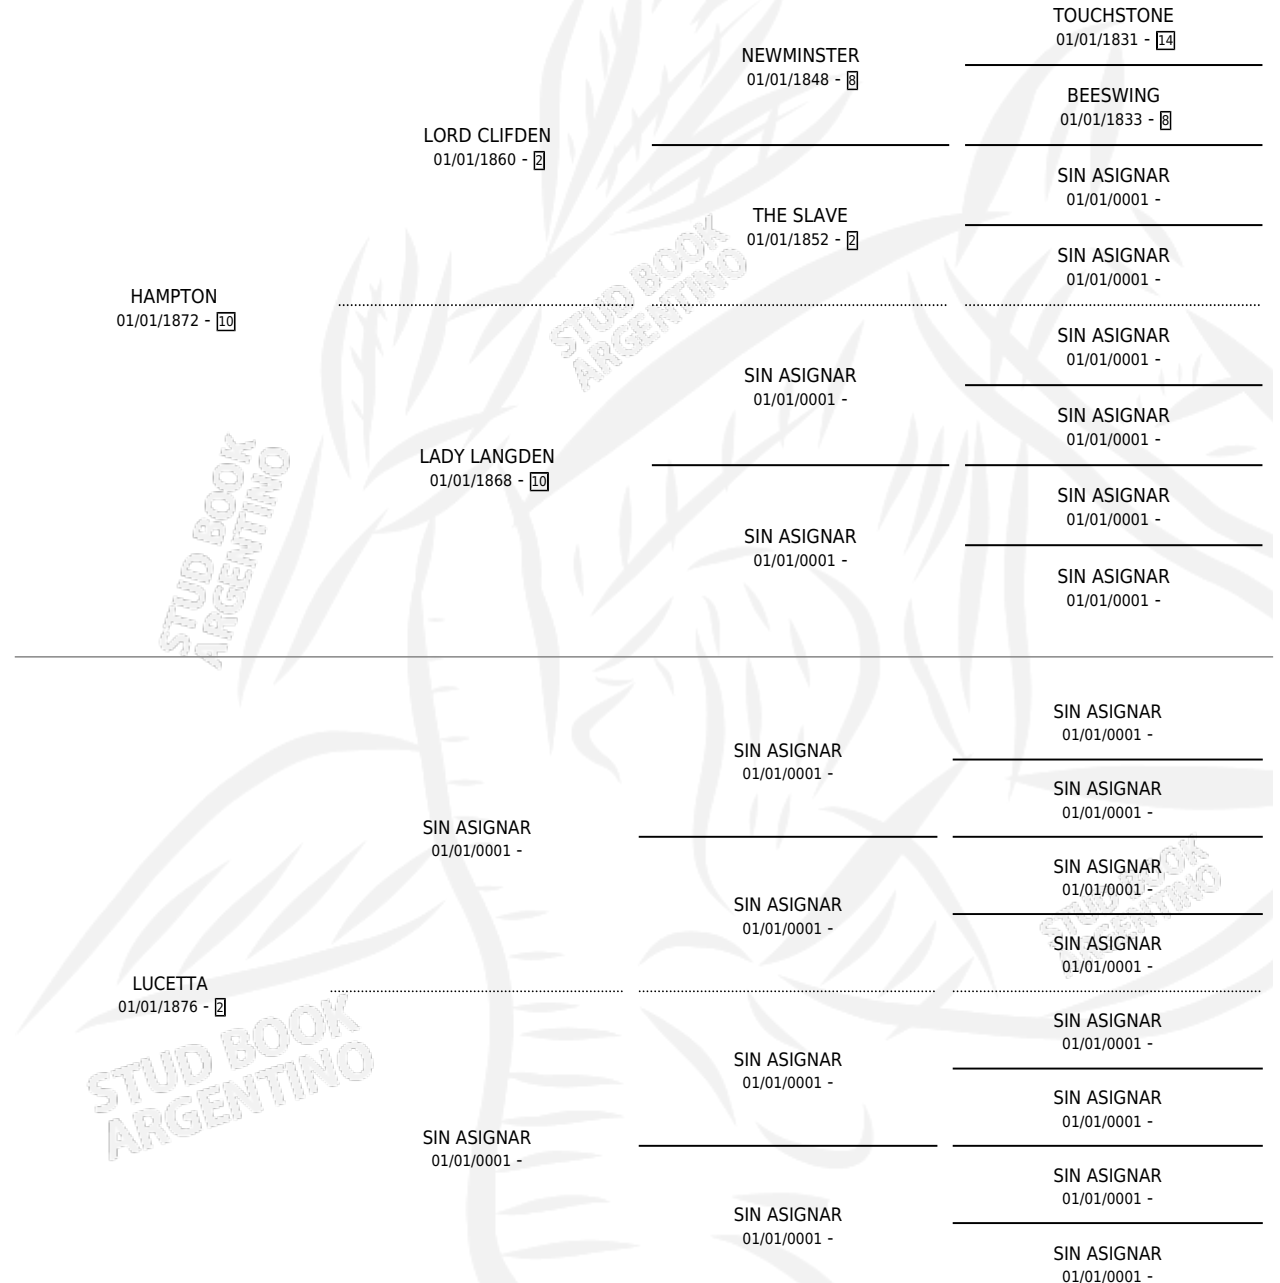 TOUCHSTONE
01/01/1831 - 14
NEWMINSTER
01/01/1848 - 8
BEESWING
01/01/1833 - 8
LORD CLIFDEN
01/01/1860 - 2
SIN ASIGNAR
01/01/0001 -
THE SLAVE
01/01/1852 - 2
SIN ASIGNAR
01/01/0001 -
HAMPTON
01/01/1872 - 10
SIN ASIGNAR
01/01/0001 -
SIN ASIGNAR
01/01/0001 -
SIN ASIGNAR
01/01/0001 -
LADY LANGDEN
01/01/1868 - 10
SIN ASIGNAR
01/01/0001 -
SIN ASIGNAR
01/01/0001 -
SIN ASIGNAR
01/01/0001 -
STUD BOOK
ARGENTINO
STUD BOOK
ARGENTINO
SIN ASIGNAR
01/01/0001 -
SIN ASIGNAR
01/01/0001 -
SIN ASIGNAR
01/01/0001 -
SIN ASIGNAR
01/01/0001 -
SIN ASIGNAR
01/01/0001 -
SIN ASIGNAR
01/01/0001 -
SIN ASIGNAR
01/01/0001 -
LUCETTA
01/01/1876 - 2
SIN ASIGNAR
01/01/0001 -
SIN ASIGNAR
01/01/0001 -
SIN ASIGNAR
01/01/0001 -
SIN ASIGNAR
01/01/0001 -
SIN ASIGNAR
01/01/0001 -
SIN ASIGNAR
01/01/0001 -
SIN ASIGNAR
01/01/0001 -
STUD BOOK
ARGENTINO
STUD BOOK
ARGENTINO